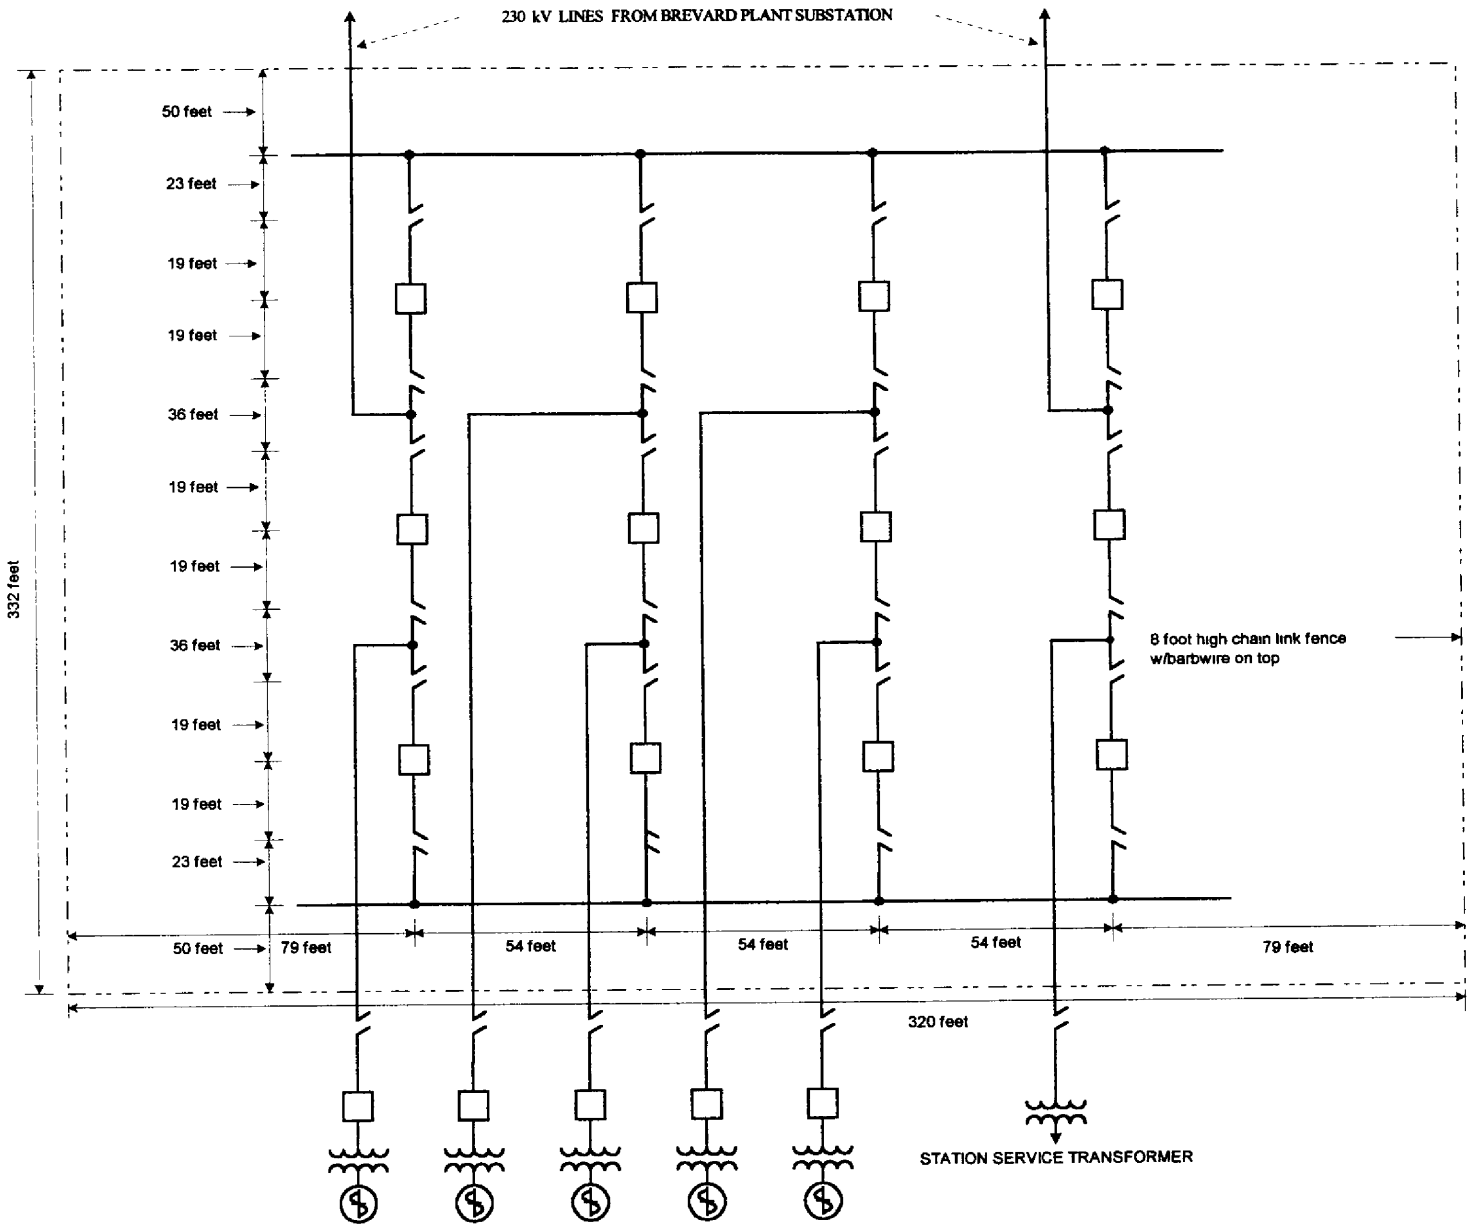 230 kV LINES FROM BREVARD PLANT SUBSTATION
50 feet
23 feet
19 feet
19 feet
36 feet
19 feet
332 feet
19 feet
36 feet
8 foot high chain link fence
w/barbwire on top
19 feet
19 feet
23 feet
50 feet
79 feet
54 feet
54 feet
54 feet
79 feet
320 feet
STATION SERVICE TRANSFORMER